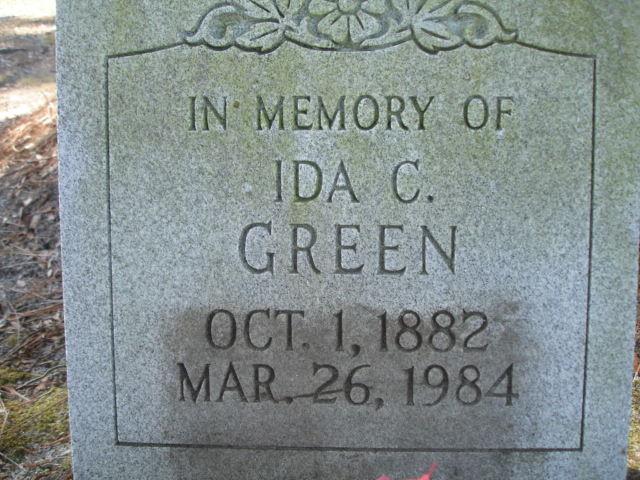 IN MEMORY OF
IDA C.
GREEN
OCT. 1, 1882
MAR. 26, 1984